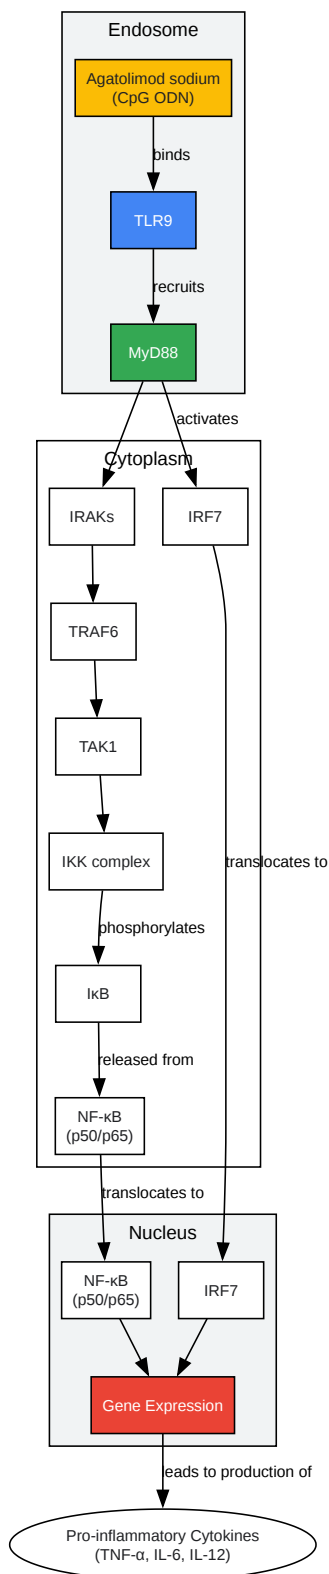 Endosome
Agatolimod sodium
(CpG ODN)
binds
TLR9
recruits
MyD88
activates
Cytoplasm
IRAKs
IRF7
TRAF6
TAK1
IKK complex
translocates to
phosphorylates
IκB
released from
NF-κB
(p50/p65)
translocates to
Nucleus
NF-κB
(p50/p65)
IRF7
Gene Expression
leads to production of
Pro-inflammatory Cytokines
(TNF-α, IL-6, IL-12)